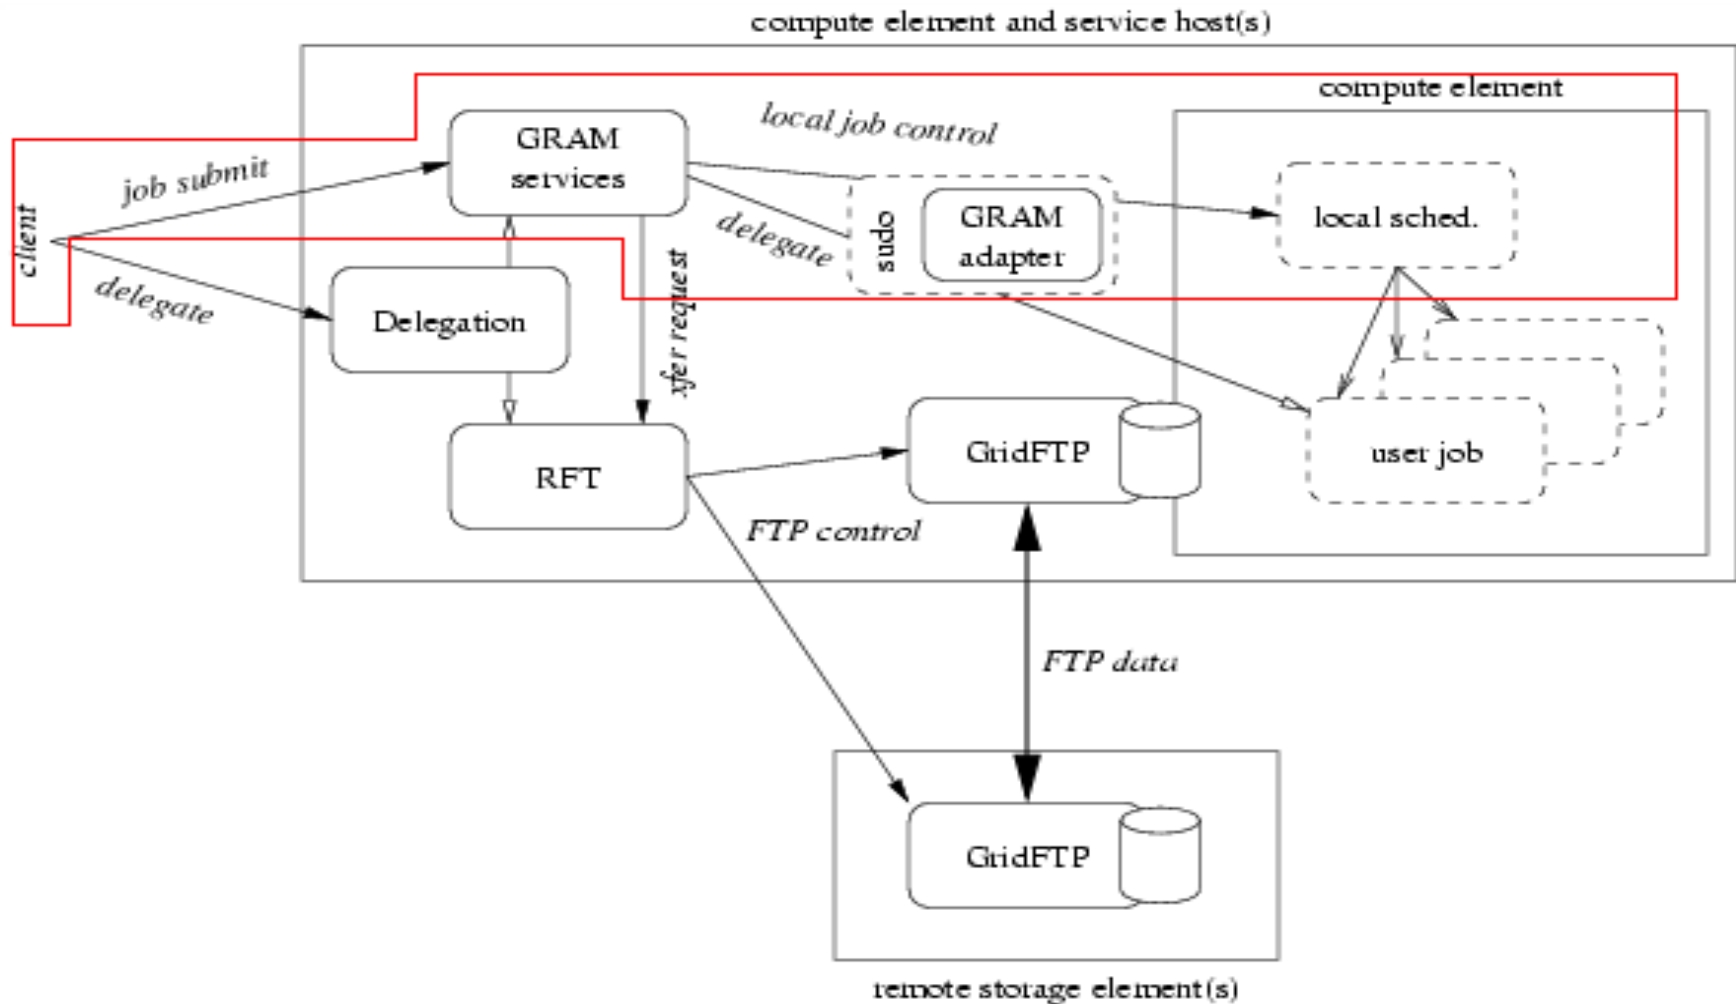 compute element and service host(s)
compute element
GRAM
services
local job control
job submit
client
delegate
sudo
GRAM
adapter
local sched.
delegate
Delegation
xfer request
RFT
GridFTP
user job
FTP control
FTP data
GridFTP
remote storage element(s)